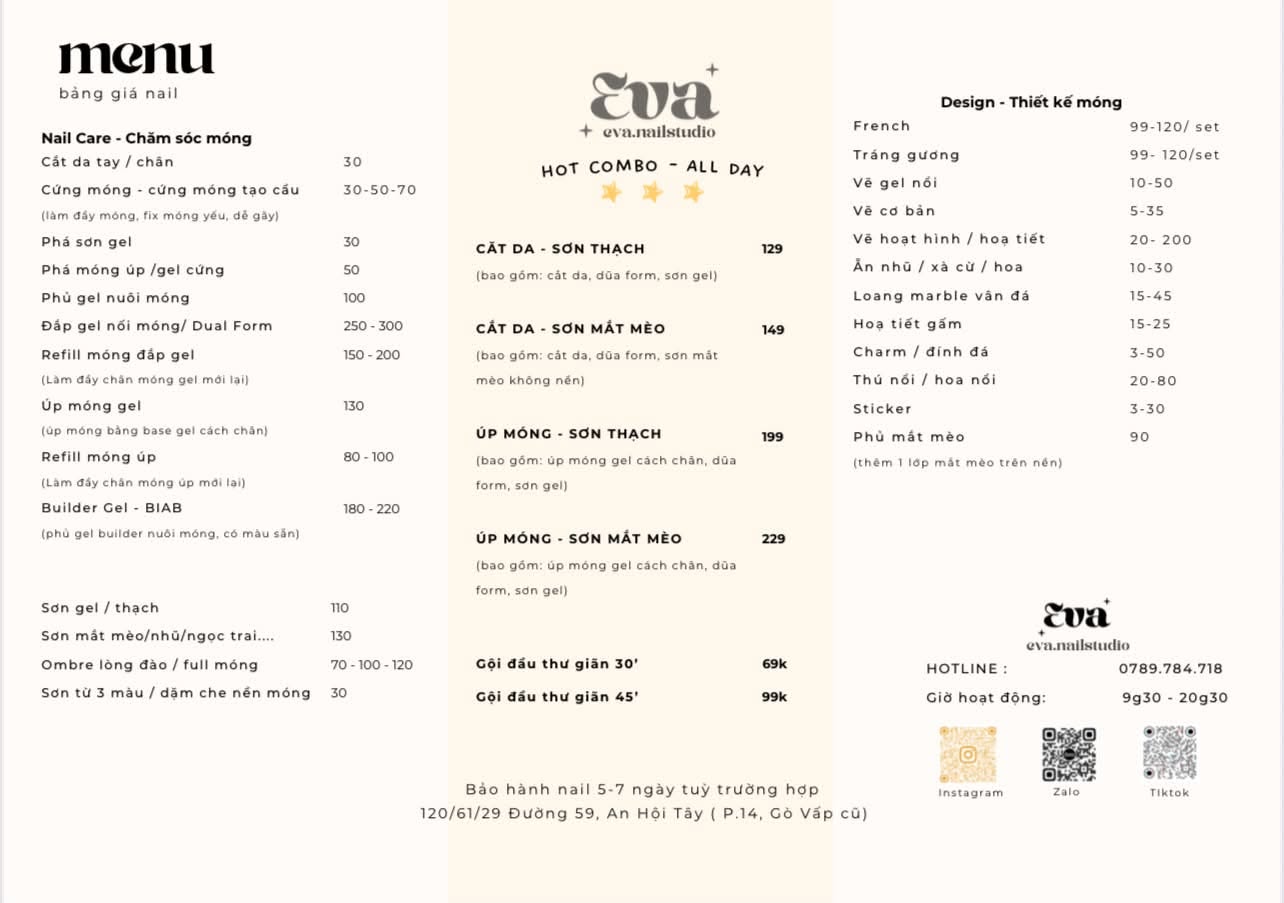 menu
bảng giá nail
Nail Care - Chăm sóc móng
Cắt da tay / chân 30
Cứng móng - cứng móng tạo cầu 30-50-70
(làm đầy móng, fix móng yếu, dễ gãy)
Phá sơn gel 30
Phá móng úp /gel cứng 50
Phủ gel nuôi móng 100
Đắp gel nối móng/ Dual Form 250 - 300
Refill móng đắp gel 150 - 200
(Làm đầy chân móng gel mới lại)
Úp móng gel 130
(úp móng bằng base gel cách chân)
Refill móng úp 80 - 100
(Làm đầy chân móng úp mới lại)
Builder Gel - BIAB 180 - 220
(phủ gel builder nuôi móng, có màu sẵn)
Sơn gel / thạch 110
Sơn mắt mèo/nhũ/ngọc trai.... 130
Ombre lòng đào / full móng 70 - 100 - 120
Sơn từ 3 màu / dặm che nền móng 30
Eva
eva.nailstudio
HOT COMBO - ALL DAY
CẮT DA - SƠN THẠCH 129
(bao gồm: cắt da, dũa form, sơn gel)
CẮT DA - SƠN MẮT MÈO 149
(bao gồm: cắt da, dũa form, sơn mắt
mèo không nền)
ÚP MÓNG - SƠN THẠCH 199
(bao gồm: úp móng gel cách chân, dũa
form, sơn gel)
ÚP MÓNG - SƠN MẮT MÈO 229
(bao gồm: úp móng gel cách chân, dũa
form, sơn gel)
Gội đầu thư giãn 30’ 69k
Gội đầu thư giãn 45’ 99k
Design - Thiết kế móng
French 99-120/ set
Tráng gương 99- 120/set
Vẽ gel nổi 10-50
Vẽ cơ bản 5-35
Vẽ hoạt hình / hoạ tiết 20- 200
Ẩn nhũ / xà cừ / hoa 10-30
Loang marble vân đá 15-45
Hoạ tiết gấm 15-25
Charm / đính đá 3-50
Thú nổi / hoa nổi 20-80
Sticker 3-30
Phủ mắt mèo 90
(thêm 1 lớp mắt mèo trên nền)
Eva
eva.nailstudio
HOTLINE : 0789.784.718
Giờ hoạt động: 9g30 - 20g30
Instagram Zalo TIktok
Bảo hành nail 5-7 ngày tuỳ trường hợp
120/61/29 Đường 59, An Hội Tây ( P.14, Gò Vấp cũ)